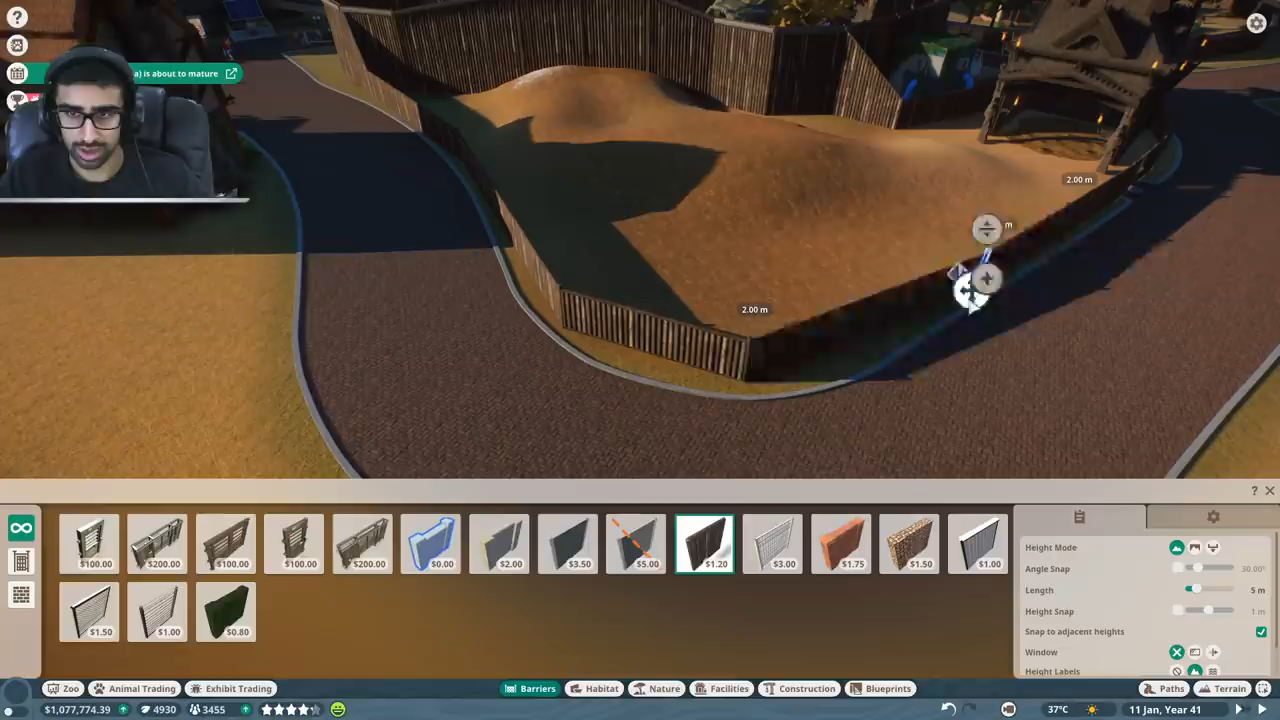 ?
a) is about to mature
2.00 m
m
2.00 m
?
$100.00 $200.00 $100.00 $100.00 $200.00 $0.00 $2.00 $3.50 $5.00 $1.20 $3.00 $1.75 $1.50 $1.00
$1.50 $1.00 $0.80
Height Mode
Angle Snap 30.00°
Length 5 m
Height Snap 1 m
Snap to adjacent heights
Window
Height Labels
Zoo Animal Trading Exhibit Trading Barriers Habitat Nature Facilities Construction Blueprints Paths Terrain
$1,077,774.39 4930 3455 37°C 11 Jan, Year 41